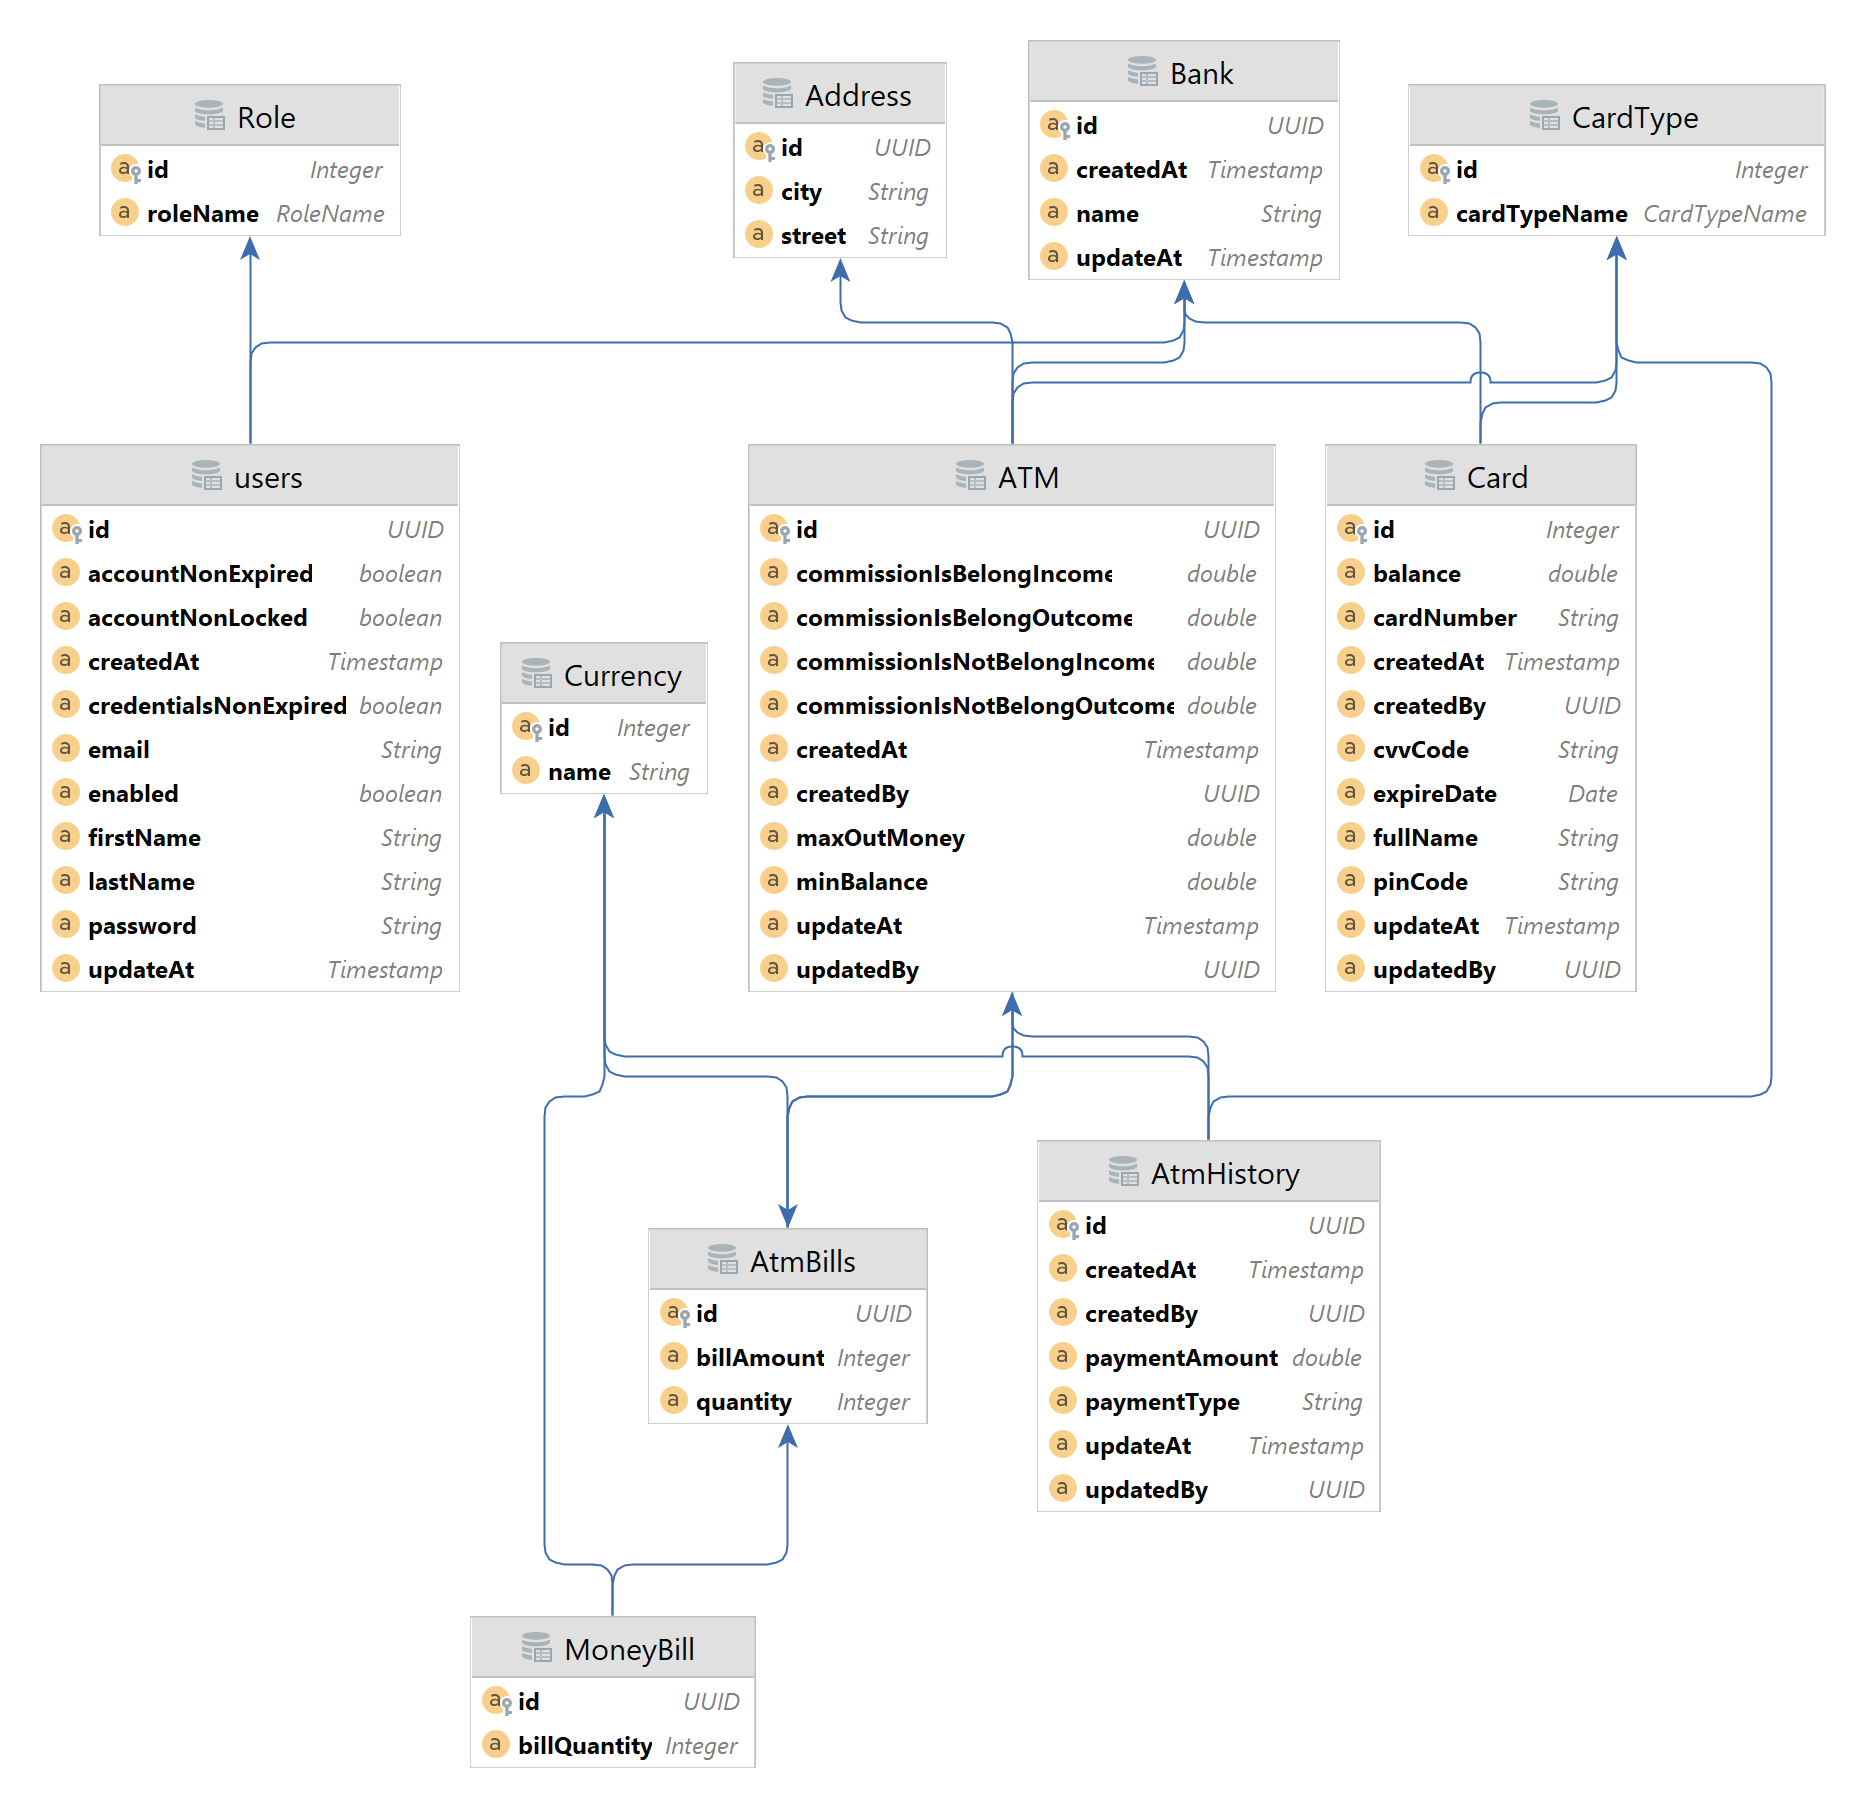 Role
id Integer
roleName RoleName
Address
id UUID
city String
street String
Bank
id UUID
createdAt Timestamp
name String
updateAt Timestamp
CardType
id Integer
cardTypeName CardTypeName
users
id UUID
accountNonExpired boolean
accountNonLocked boolean
createdAt Timestamp
credentialsNonExpired boolean
email String
enabled boolean
firstName String
lastName String
password String
updateAt Timestamp
Currency
id Integer
name String
ATM
id UUID
commissionIsBelongIncome double
commissionIsBelongOutcome double
commissionIsNotBelongIncome double
commissionIsNotBelongOutcome double
createdAt Timestamp
createdBy UUID
maxOutMoney double
minBalance double
updateAt Timestamp
updatedBy UUID
Card
id Integer
balance double
cardNumber String
createdAt Timestamp
createdBy UUID
cvvCode String
expireDate Date
fullName String
pinCode String
updateAt Timestamp
updatedBy UUID
AtmBills
id UUID
billAmount Integer
quantity Integer
AtmHistory
id UUID
createdAt Timestamp
createdBy UUID
paymentAmount double
paymentType String
updateAt Timestamp
updatedBy UUID
MoneyBill
id UUID
billQuantity Integer